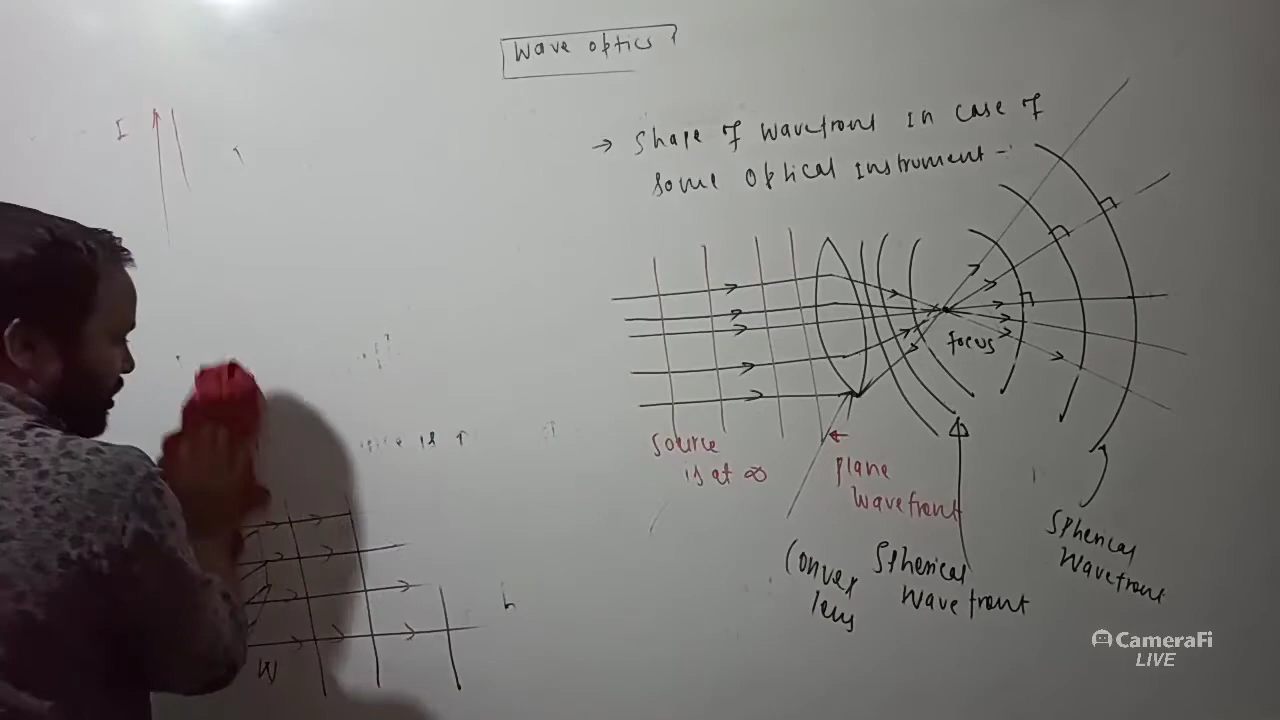 Wave optics
I
→ Shape of wavefront in case of
some optical instrument -
focus
source
is at ∞
plane
wavefront
Convex
lens
Spherical
wavefront
Spherical
wavefront
h
W
CameraFi
LIVE